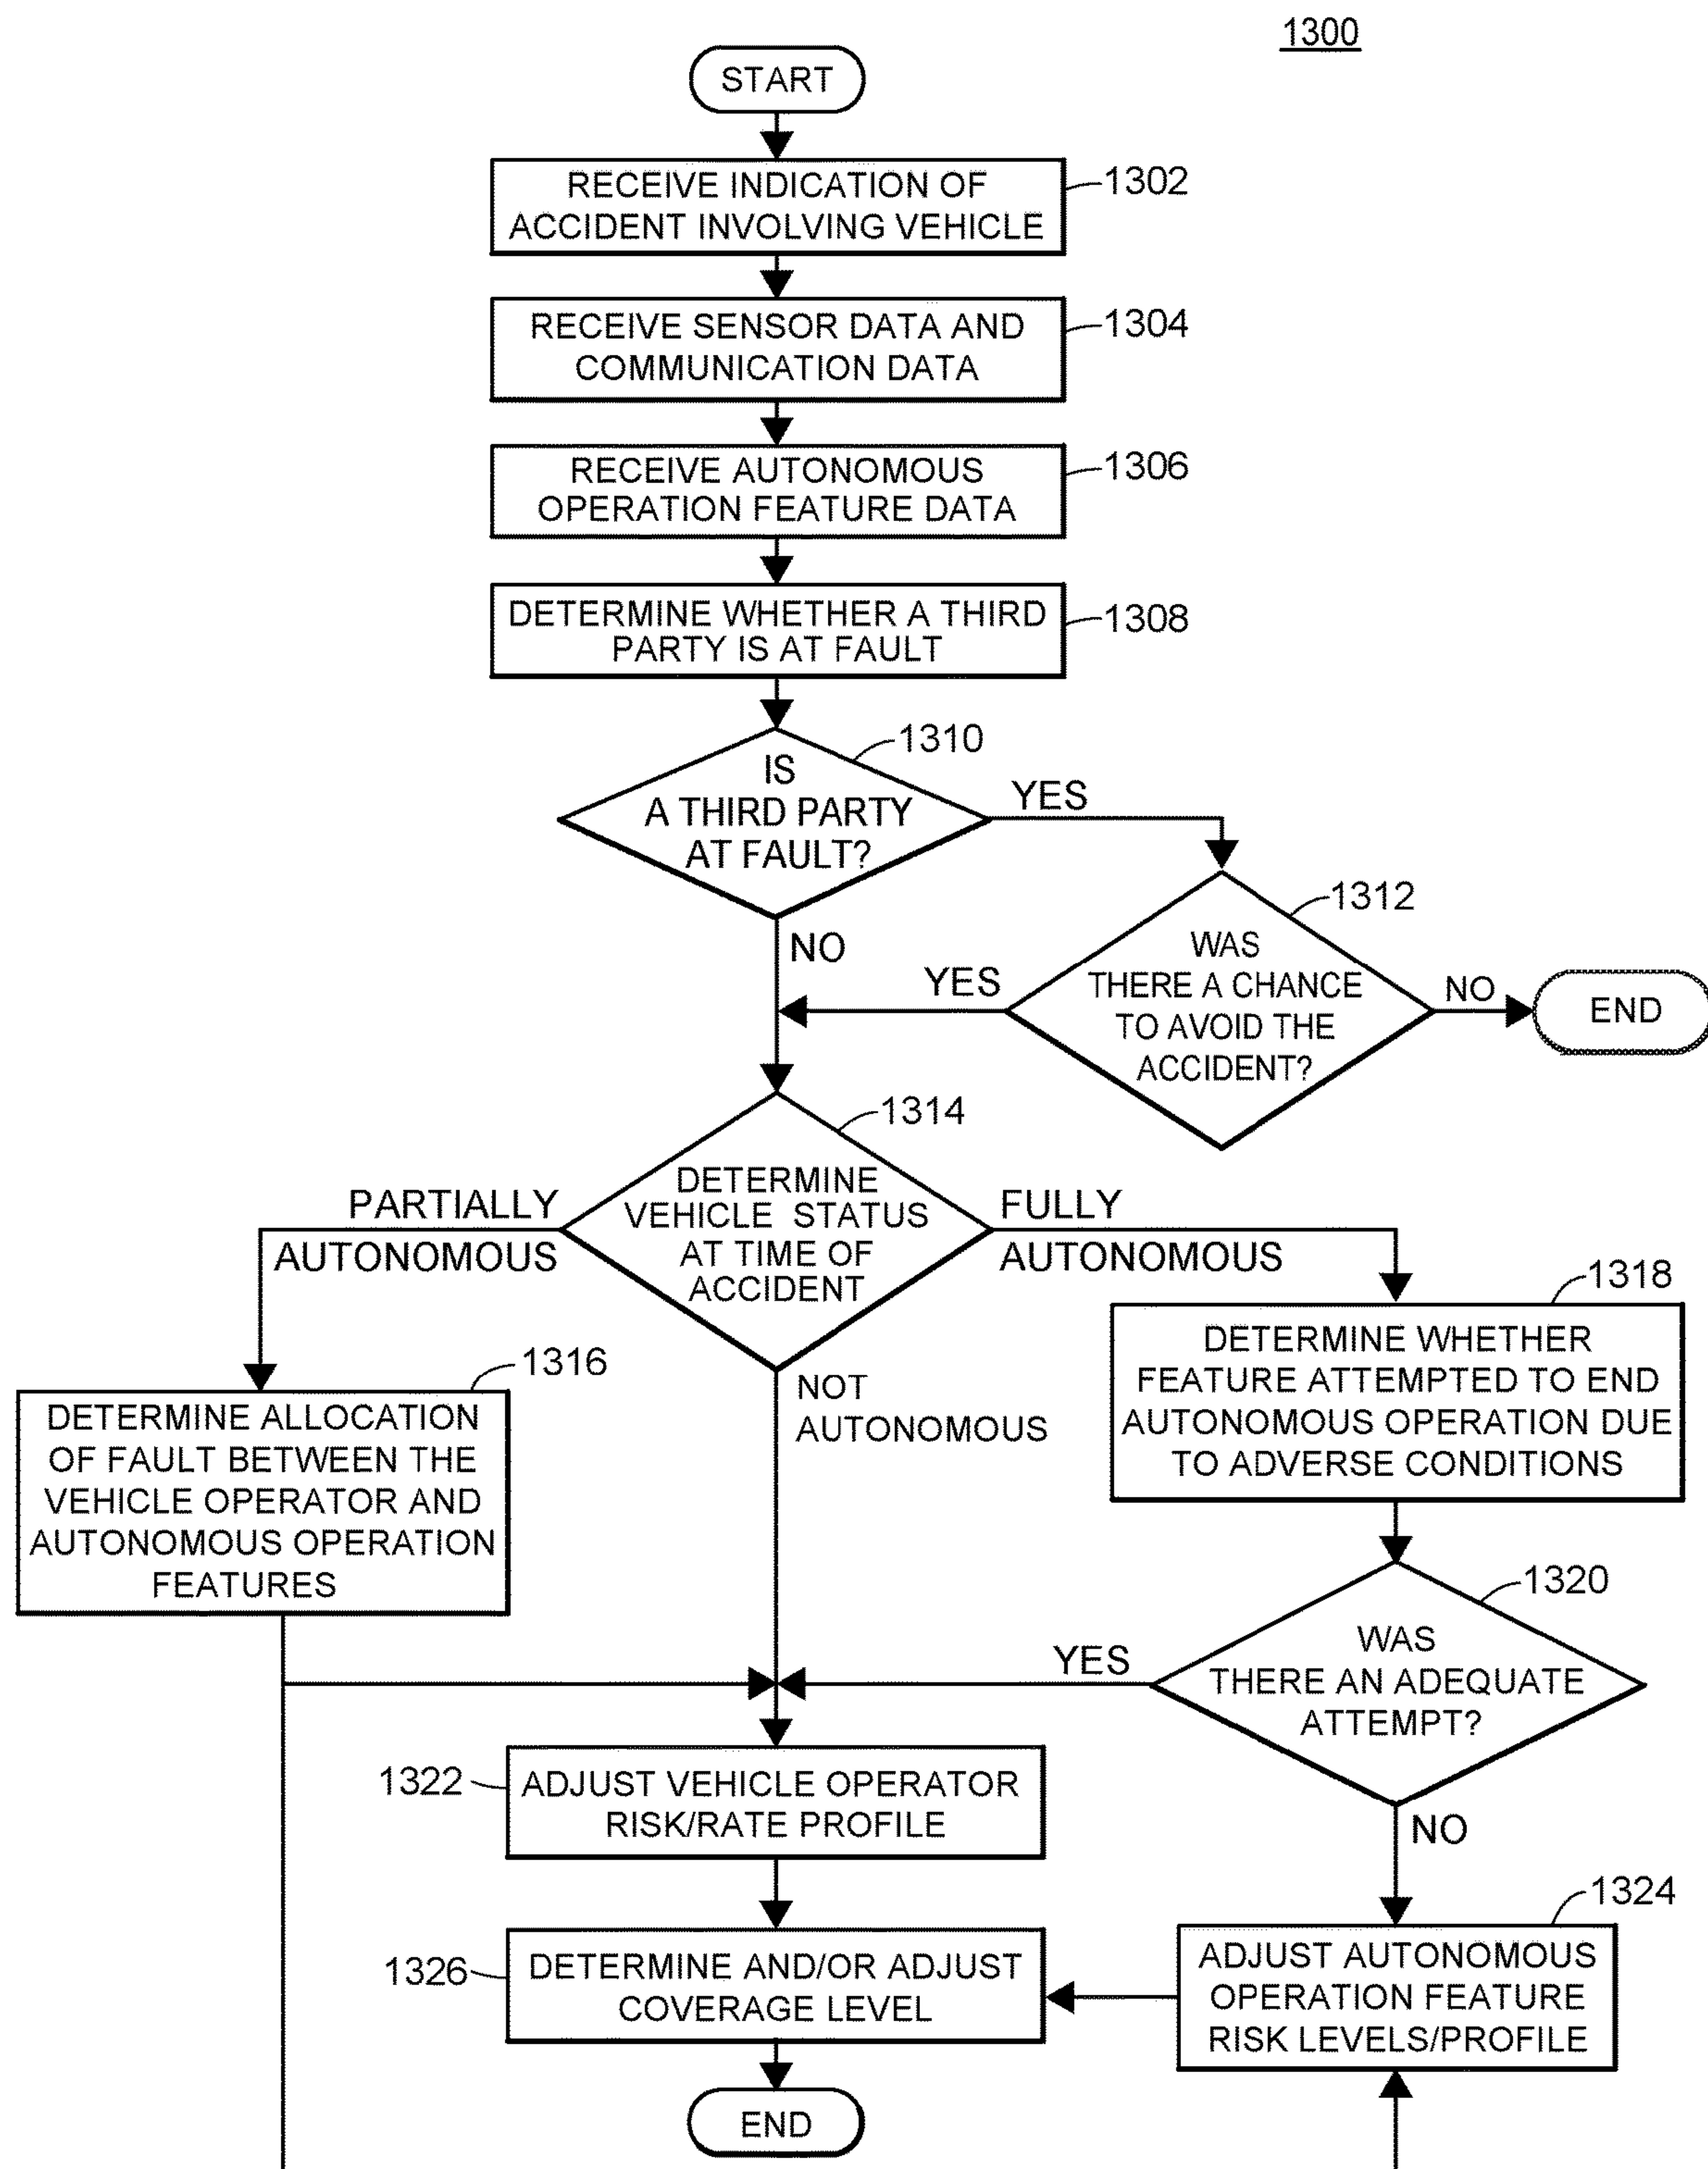 1300
START
RECEIVE INDICATION OF
ACCIDENT INVOLVING VEHICLE
1302
RECEIVE SENSOR DATA AND
COMMUNICATION DATA
1304
RECEIVE AUTONOMOUS
OPERATION FEATURE DATA
1306
DETERMINE WHETHER A THIRD
PARTY IS AT FAULT
1308
1310
IS
A THIRD PARTY
AT FAULT?
YES
NO
1312
WAS
THERE A CHANCE
TO AVOID THE
ACCIDENT?
YES
NO
END
1314
DETERMINE
VEHICLE STATUS
AT TIME OF
ACCIDENT
PARTIALLY
AUTONOMOUS
FULLY
AUTONOMOUS
NOT
AUTONOMOUS
1316
DETERMINE ALLOCATION
OF FAULT BETWEEN THE
VEHICLE OPERATOR AND
AUTONOMOUS OPERATION
FEATURES
1318
DETERMINE WHETHER
FEATURE ATTEMPTED TO END
AUTONOMOUS OPERATION DUE
TO ADVERSE CONDITIONS
1320
WAS
THERE AN ADEQUATE
ATTEMPT?
YES
NO
1322
ADJUST VEHICLE OPERATOR
RISK/RATE PROFILE
1324
ADJUST AUTONOMOUS
OPERATION FEATURE
RISK LEVELS/PROFILE
1326
DETERMINE AND/OR ADJUST
COVERAGE LEVEL
END